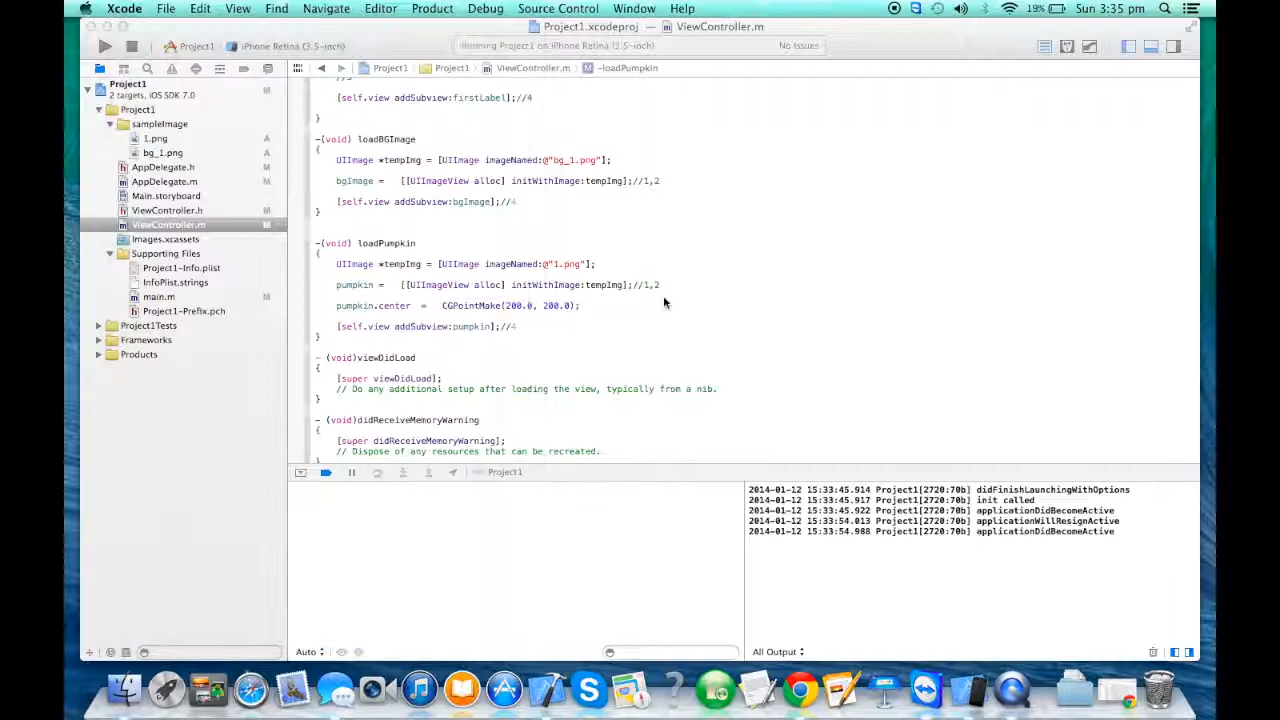 Xcode File Edit View Find Navigate Editor Product Debug Source Control Window Help 19% Sun 3:35 pm
Project1.xcodeproj — ViewController.m
Project1 iPhone Retina (3.5-inch) Running Project1 on iPhone Retina (3.5-inch) No Issues
Project1 Project1 ViewController.m M -loadPumpkin
Project1 M
2 targets, iOS SDK 7.0
Project1
sampleImage
1.png A
bg_1.png A
AppDelegate.h M
AppDelegate.m M
Main.storyboard
ViewController.h M
ViewController.m M
Images.xcassets
Supporting Files
Project1-Info.plist
InfoPlist.strings
main.m M
Project1-Prefix.pch
Project1Tests
Frameworks
Products
[self.view addSubview:firstLabel];//4
}
-(void) loadBGImage
{
UIImage *tempImg = [UIImage imageNamed:@"bg_1.png"];
bgImage = [[UIImageView alloc] initWithImage:tempImg];//1,2
[self.view addSubview:bgImage];//4
}
-(void) loadPumpkin
{
UIImage *tempImg = [UIImage imageNamed:@"1.png"];
pumpkin = [[UIImageView alloc] initWithImage:tempImg];//1,2
pumpkin.center = CGPointMake(200.0, 200.0);
[self.view addSubview:pumpkin];//4
}
- (void)viewDidLoad
{
[super viewDidLoad];
// Do any additional setup after loading the view, typically from a nib.
}
- (void)didReceiveMemoryWarning
{
[super didReceiveMemoryWarning];
// Dispose of any resources that can be recreated.
Project1
2014-01-12 15:33:45.914 Project1[2720:70b] didFinishLaunchingWithOptions
2014-01-12 15:33:45.917 Project1[2720:70b] init called
2014-01-12 15:33:45.922 Project1[2720:70b] applicationDidBecomeActive
2014-01-12 15:33:54.013 Project1[2720:70b] applicationWillResignActive
2014-01-12 15:33:54.988 Project1[2720:70b] applicationDidBecomeActive
Auto All Output